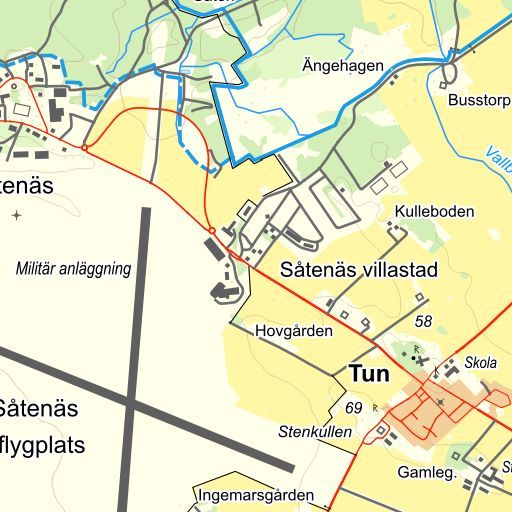 Ängehagen
Busstorp
Vallb
tenäs
Kulleboden
Militär anläggning
Såtenäs villastad
58
Hovgården
Skola
Tun
Såtenäs
flygplats
69
Stenkullen
Gamleg.
St
Ingemarsgården